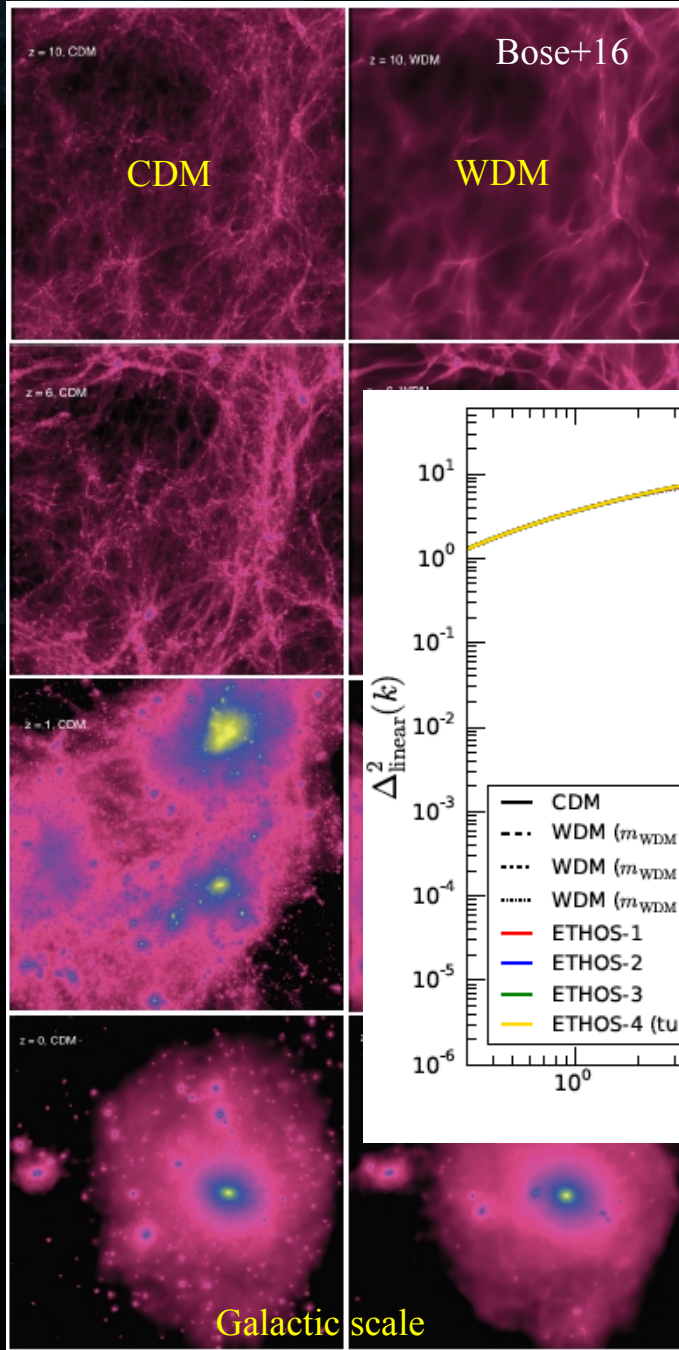 z = 10, CDM
z = 10, WDM
Bose+16
CDM
WDM
z = 6, CDM
z = 1, CDM
z = 0, CDM
Galactic scale
Δ²linear(k)
10¹
10⁰
10⁻¹
10⁻²
10⁻³
10⁻⁴
10⁻⁵
10⁻⁶
CDM
WDM (mWDM
WDM (mWDM
WDM (mWDM
ETHOS-1
ETHOS-2
ETHOS-3
ETHOS-4 (tu
10⁰